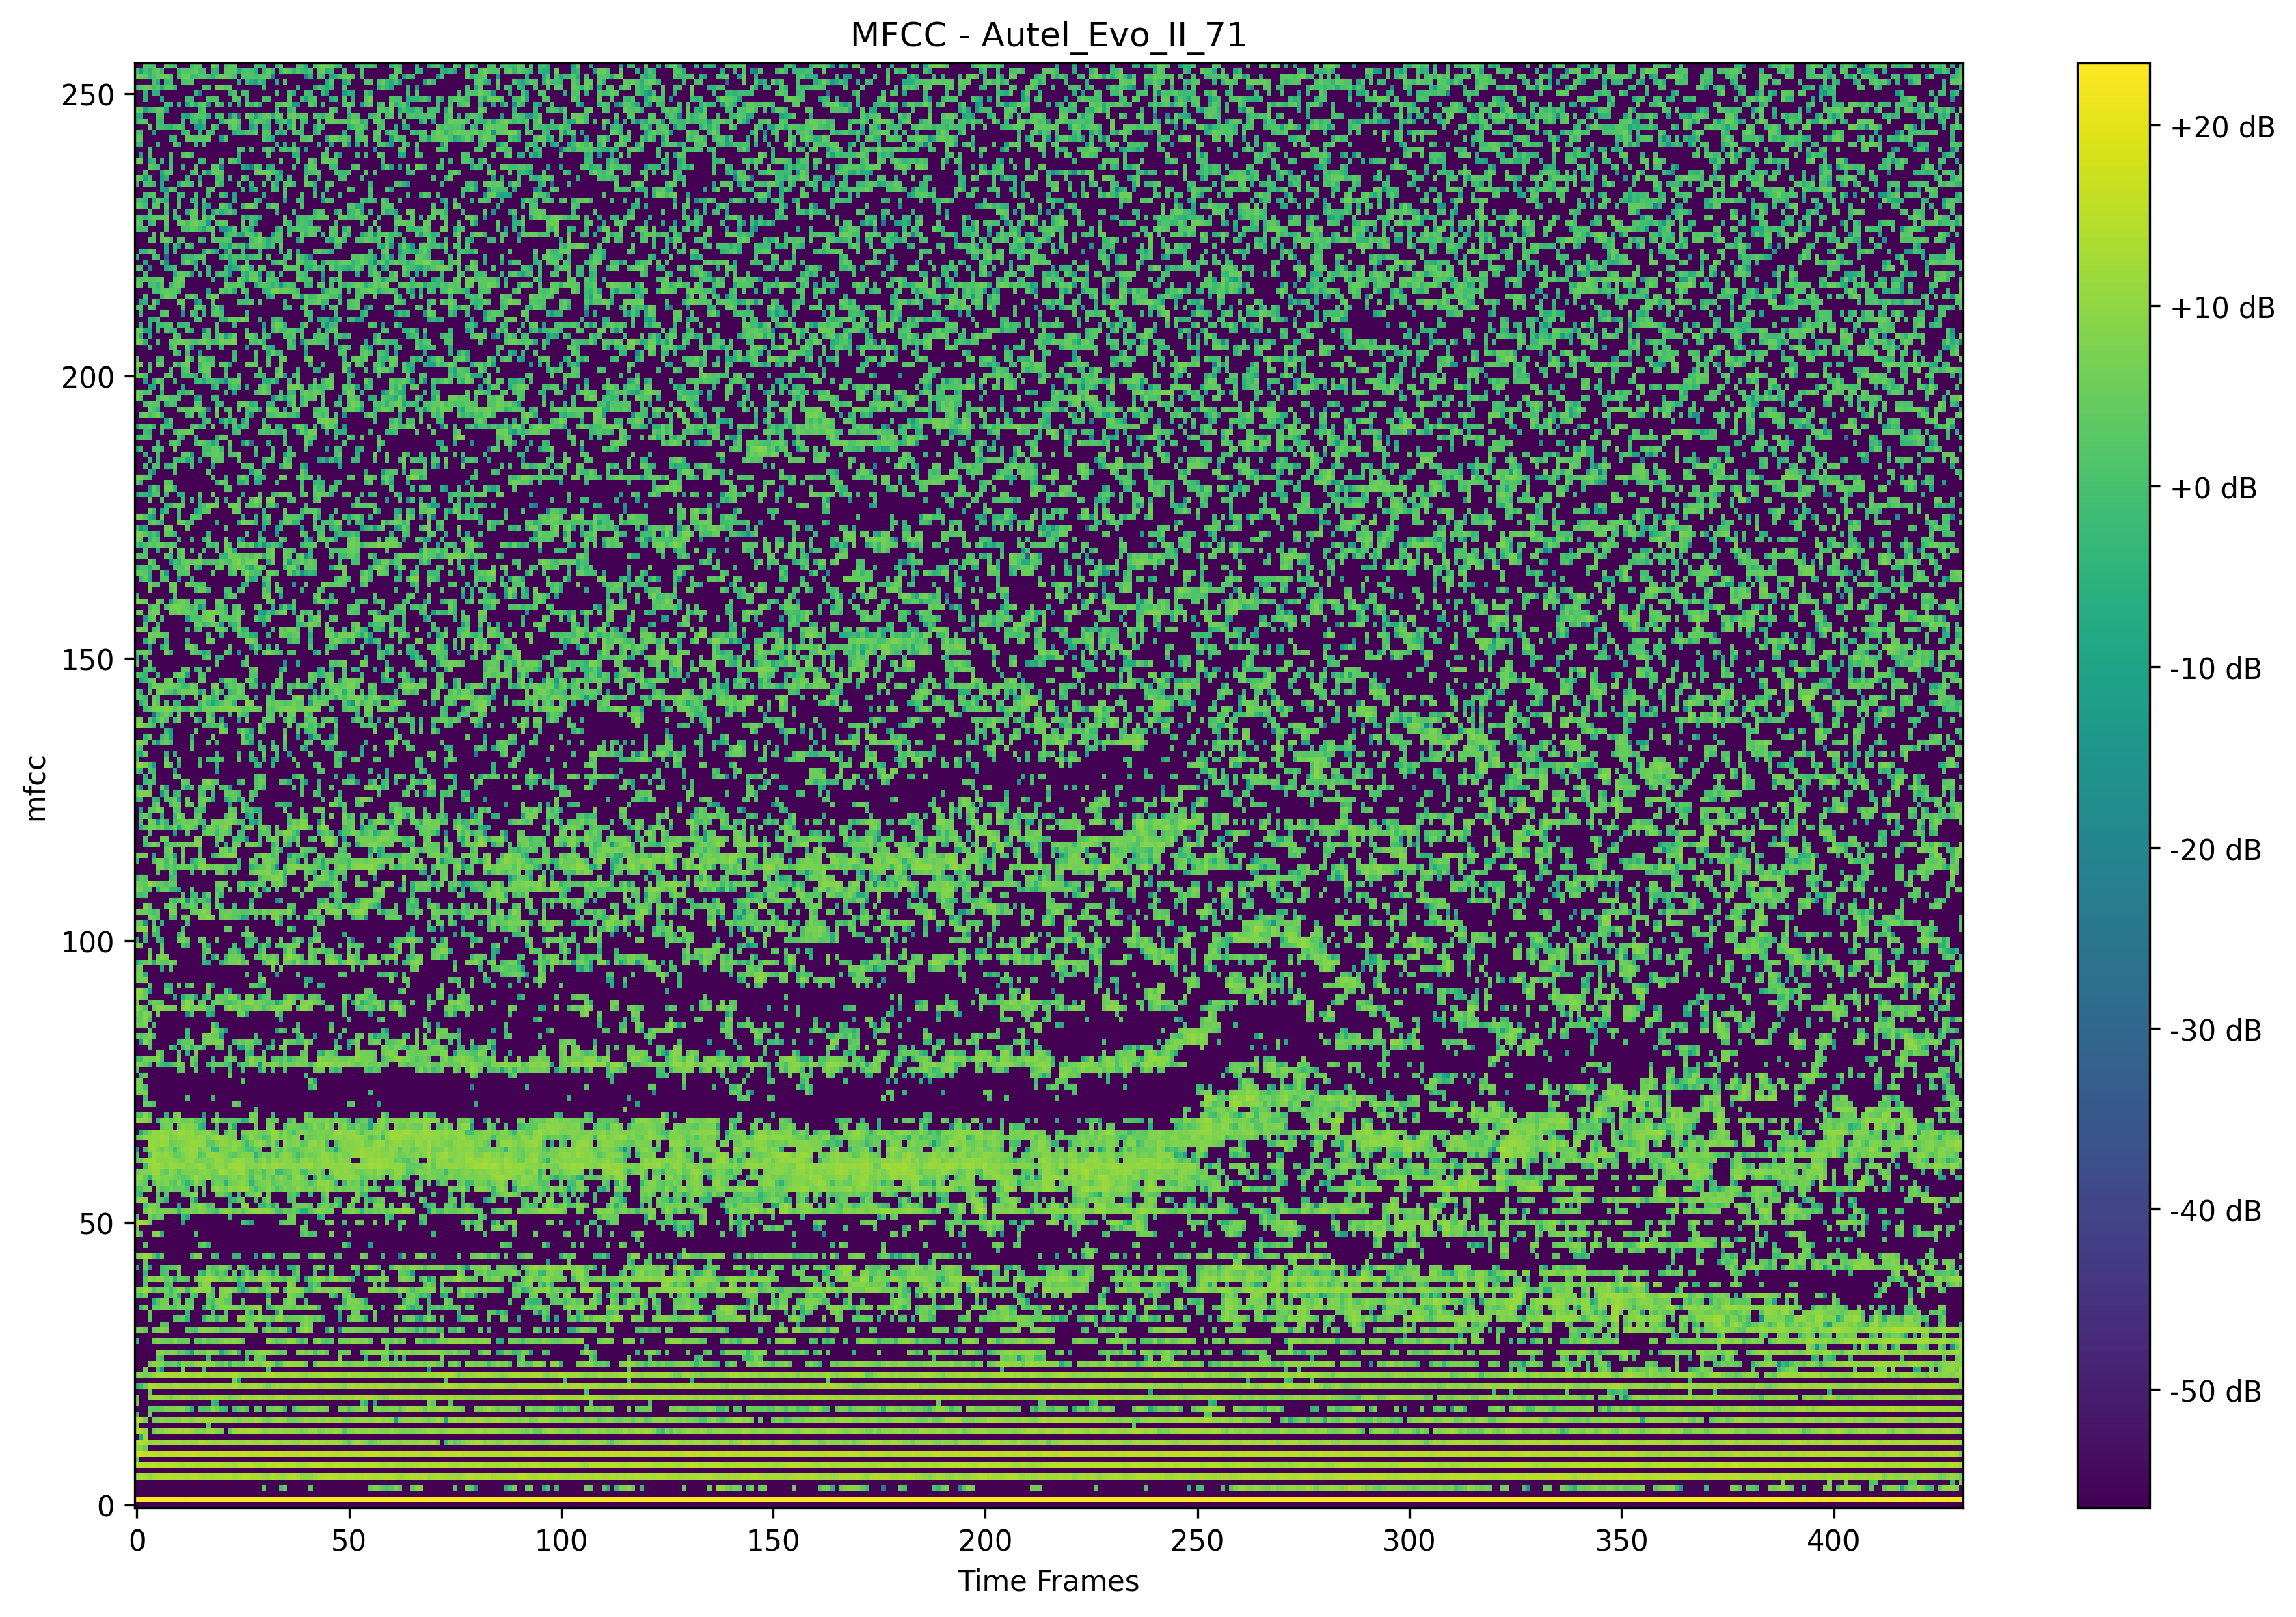 MFCC - Autel_Evo_II_71
250
200
150
100
50
0
mfcc
0 50 100 150 200 250 300 350 400
Time Frames
+20 dB
+10 dB
+0 dB
-10 dB
-20 dB
-30 dB
-40 dB
-50 dB